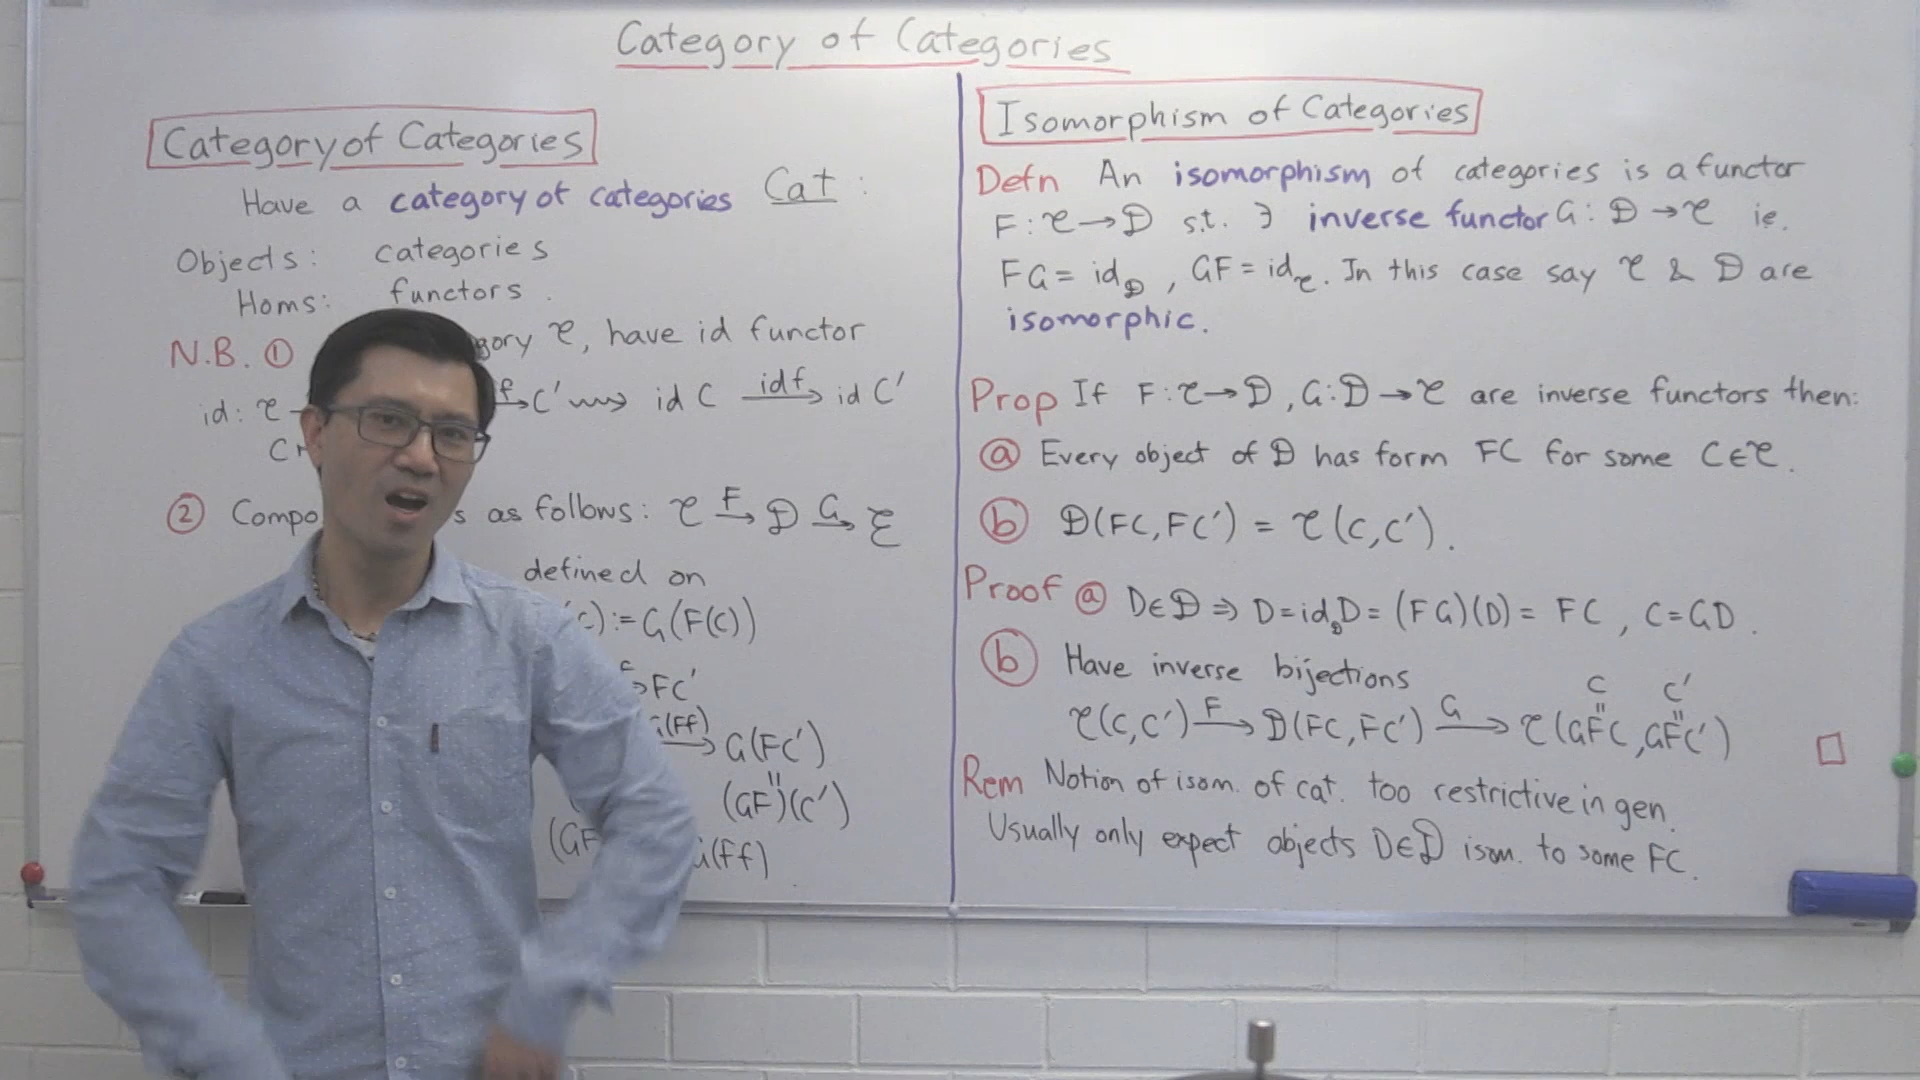 Category of Categories
Category of Categories
Have a category of categories Cat :
Objects: categories
Homs: functors.
N.B. ① 𝒞, have id functor
id: 𝒞 C' ⇝ id C —idf→ id C'
② as follows: 𝒞 —F→ 𝒟 —G→ ℰ
defined on
:= G(F(C))
FC'
G(FC')
(GF)(C')
Isomorphism of Categories
Defn An isomorphism of categories is a functor
F: 𝒞 → 𝒟 s.t. ∃ inverse functor G: 𝒟 → 𝒞 ie.
FG = id_𝒟, GF = id_𝒞. In this case say 𝒞 & 𝒟 are
isomorphic.
Prop If F: 𝒞 → 𝒟, G: 𝒟 → 𝒞 are inverse functors then:
ⓐ Every object of 𝒟 has form FC for some C ∈ 𝒞.
ⓑ 𝒟(FC, FC') = 𝒞(C, C').
Proof ⓐ D ∈ 𝒟 ⇒ D = id_𝒟 D = (FG)(D) = FC, C = GD.
ⓑ Have inverse bijections
C C'
" "
𝒞(C, C') —F→ 𝒟(FC, FC') —G→ 𝒞(GFC, GFC') □
Rem Notion of isom. of cat. too restrictive in gen.
Usually only expect objects D ∈ 𝒟 isom. to some FC.